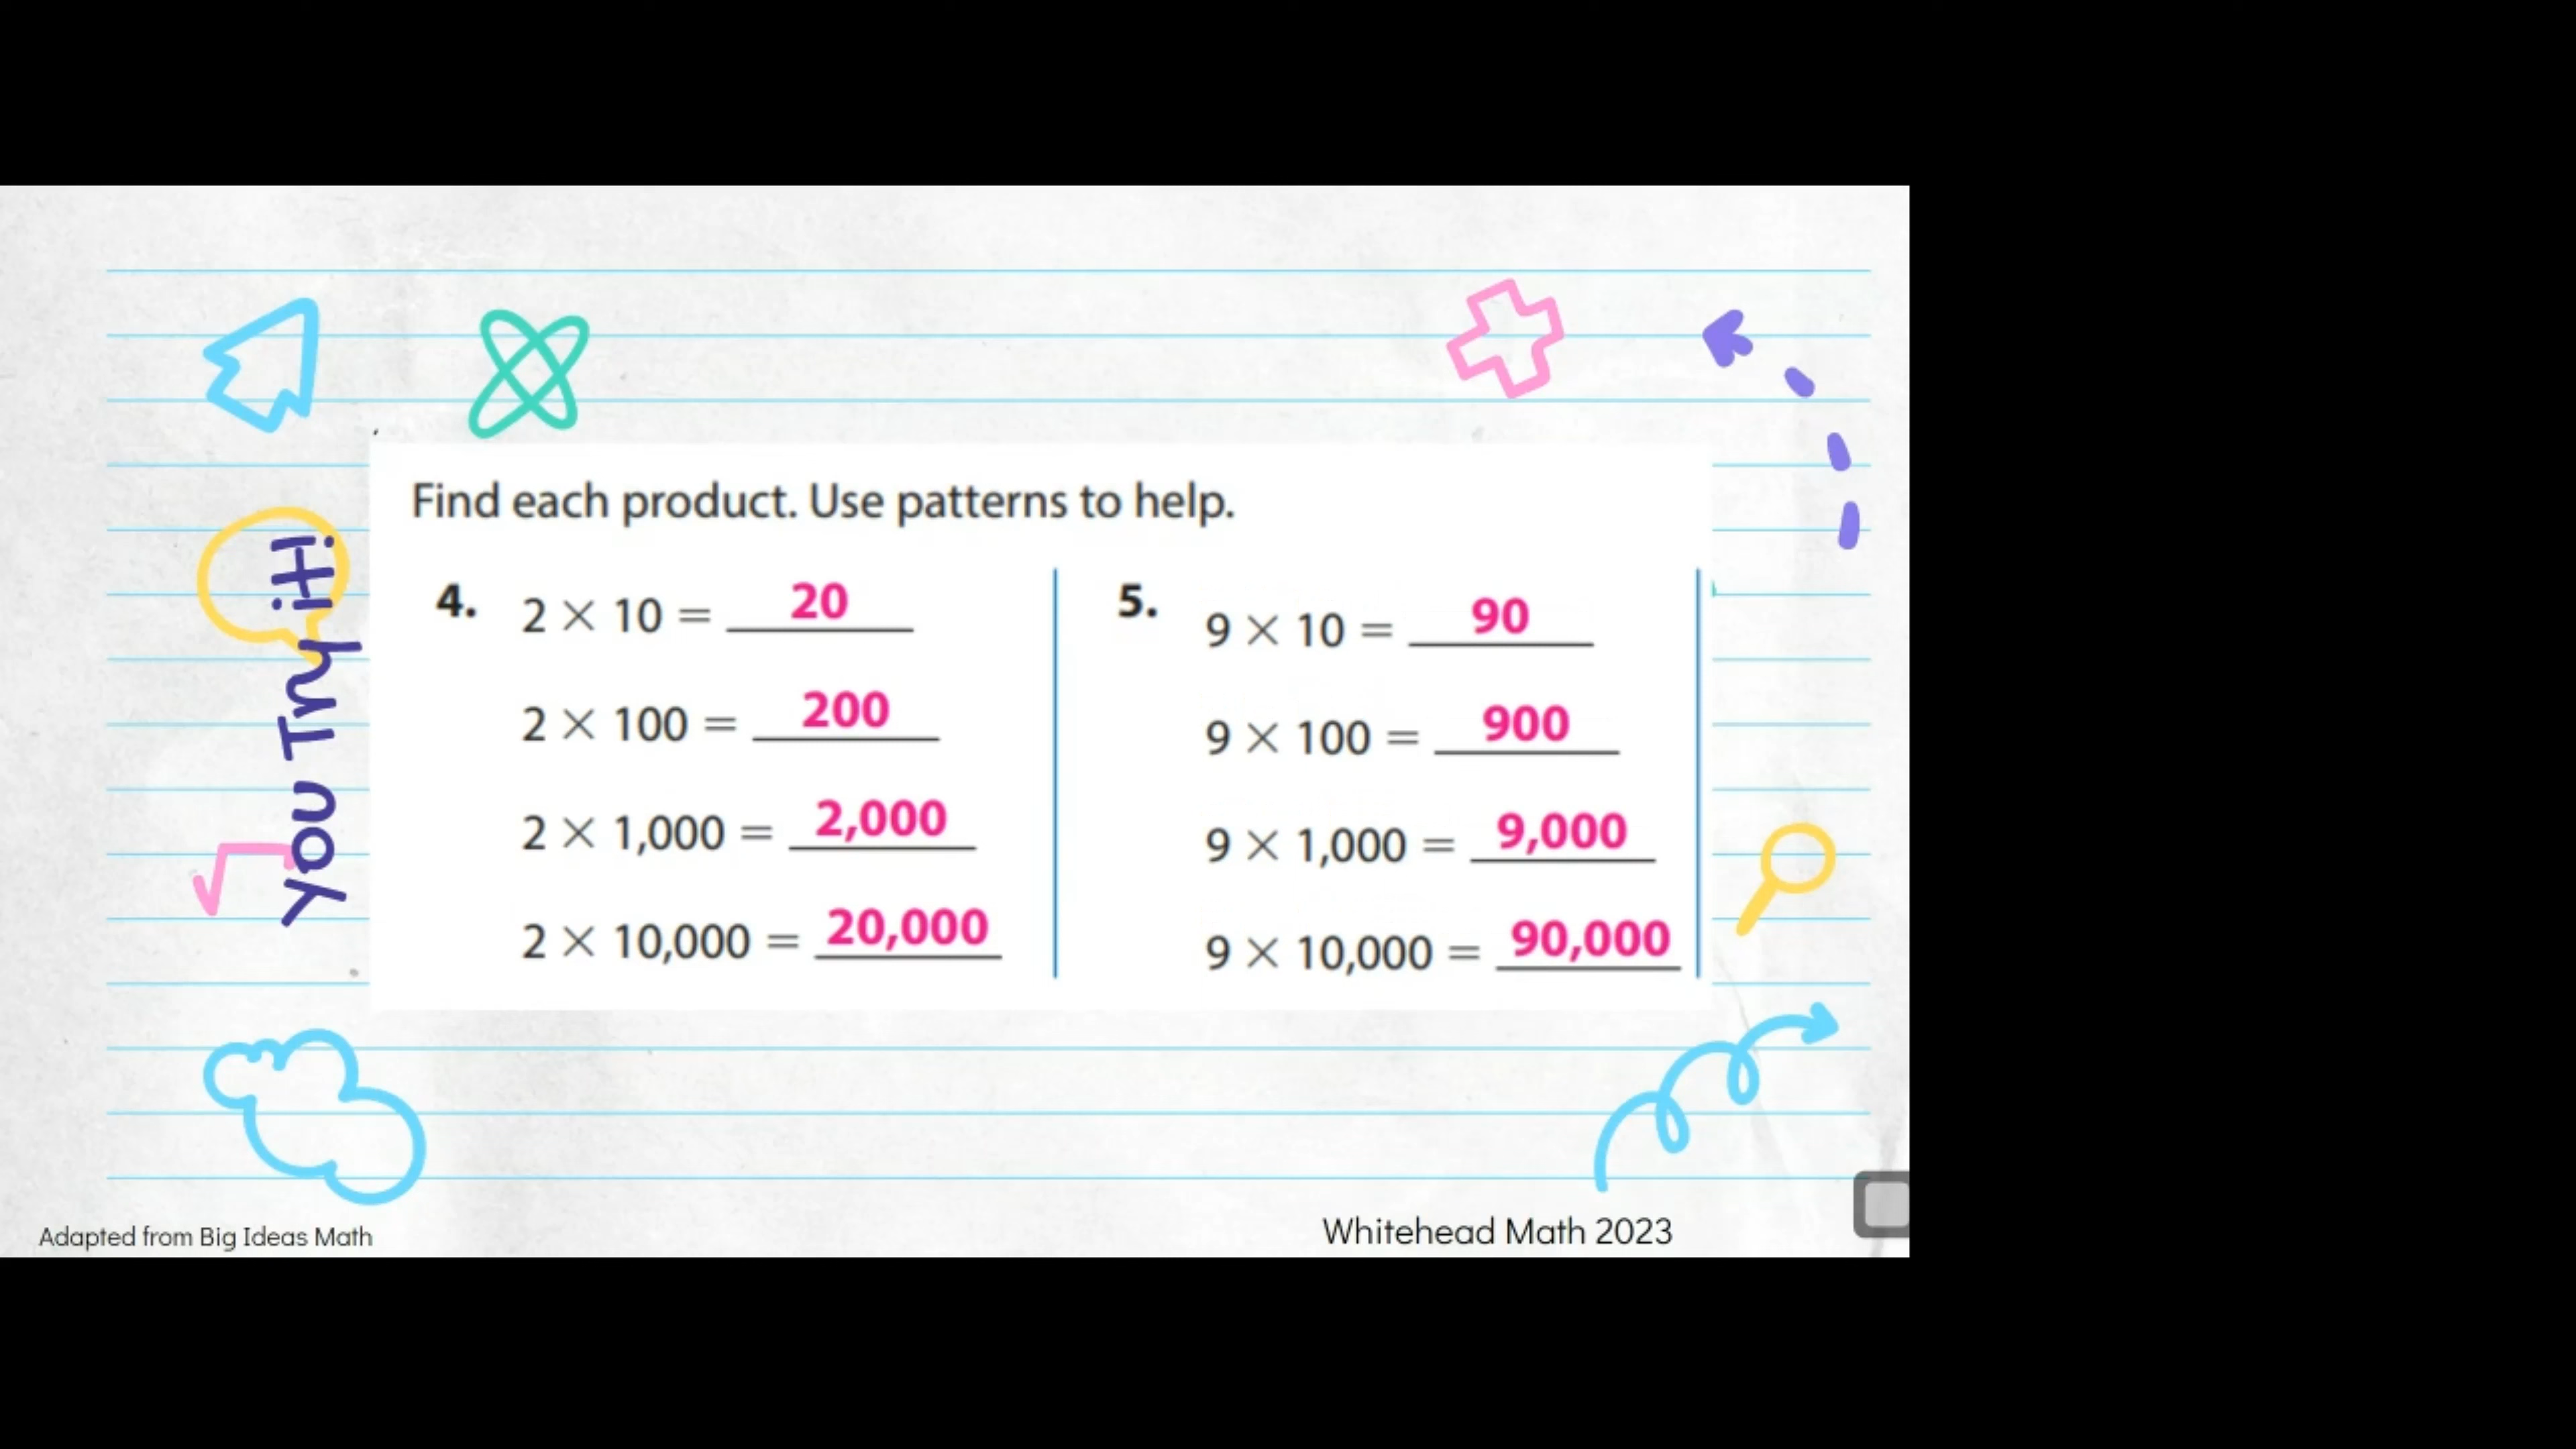 You Try it!
Find each product. Use patterns to help.
4. 2 × 10 = 20
2 × 100 = 200
2 × 1,000 = 2,000
2 × 10,000 = 20,000
5. 9 × 10 = 90
9 × 100 = 900
9 × 1,000 = 9,000
9 × 10,000 = 90,000
Adapted from Big Ideas Math
Whitehead Math 2023